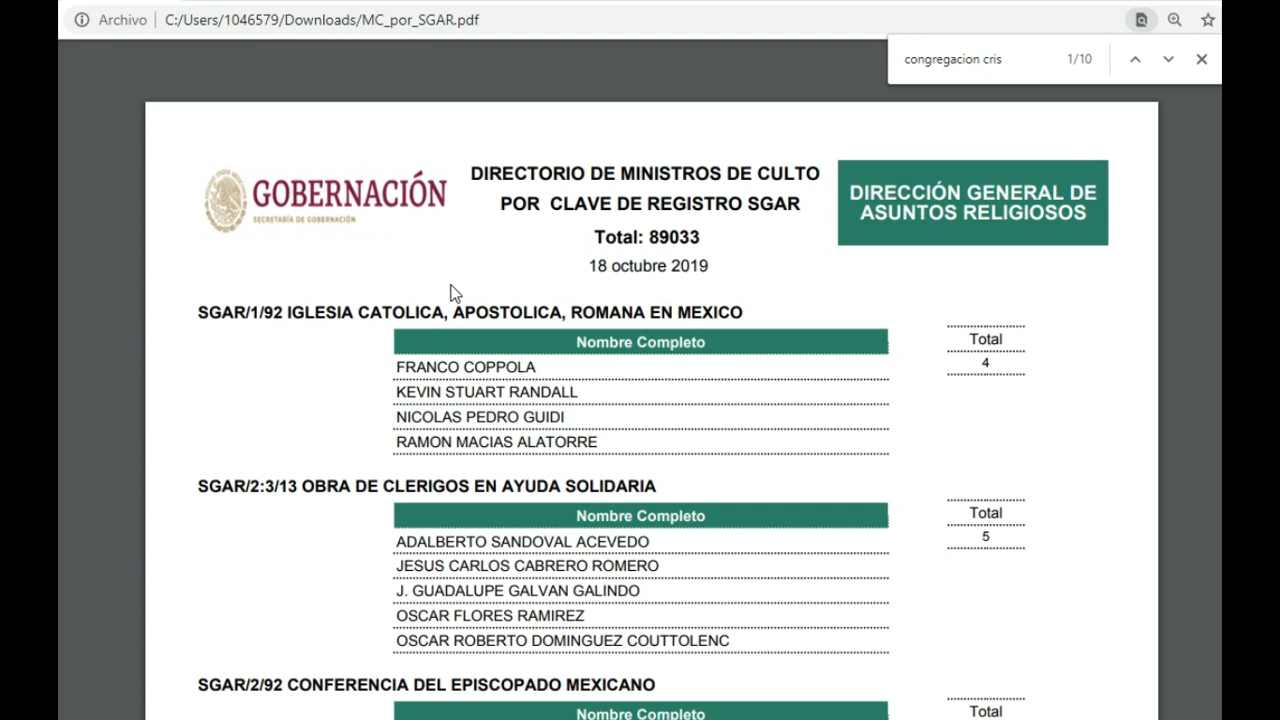 Archivo C:/Users/1046579/Downloads/MC_por_SGAR.pdf
congregacion cris 1/10
GOBERNACIÓN
SECRETARÍA DE GOBERNACIÓN
DIRECTORIO DE MINISTROS DE CULTO
POR CLAVE DE REGISTRO SGAR
Total: 89033
18 octubre 2019
DIRECCIÓN GENERAL DE
ASUNTOS RELIGIOSOS
SGAR/1/92 IGLESIA CATOLICA, APOSTOLICA, ROMANA EN MEXICO
Nombre Completo
Total
FRANCO COPPOLA
4
KEVIN STUART RANDALL
NICOLAS PEDRO GUIDI
RAMON MACIAS ALATORRE
SGAR/2:3/13 OBRA DE CLERIGOS EN AYUDA SOLIDARIA
Nombre Completo
Total
ADALBERTO SANDOVAL ACEVEDO
5
JESUS CARLOS CABRERO ROMERO
J. GUADALUPE GALVAN GALINDO
OSCAR FLORES RAMIREZ
OSCAR ROBERTO DOMINGUEZ COUTTOLENC
SGAR/2/92 CONFERENCIA DEL EPISCOPADO MEXICANO
Nombre Completo
Total